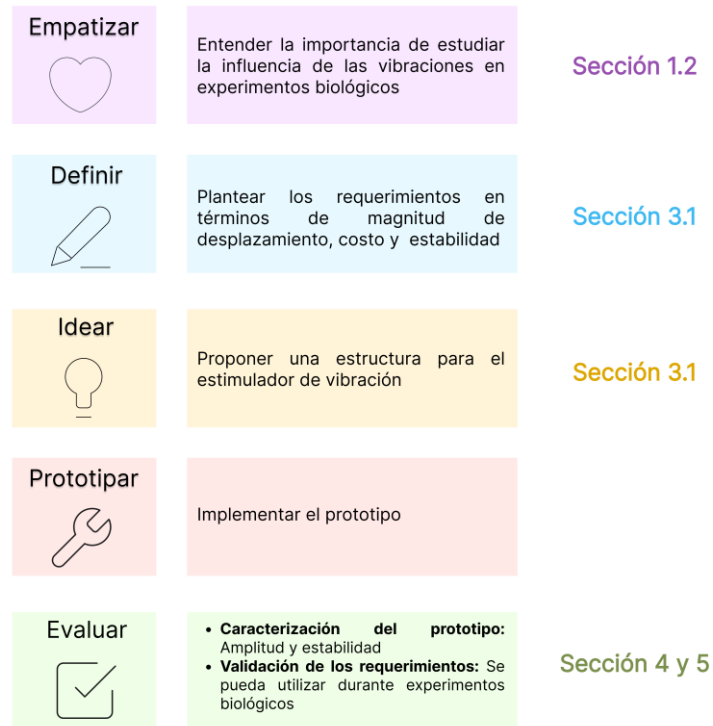 Empatizar
Entender la importancia de estudiar
la influencia de las vibraciones en
experimentos biológicos
Sección 1.2
Definir
Plantear los requerimientos en
términos de magnitud de
desplazamiento, costo y estabilidad
Sección 3.1
Idear
Proponer una estructura para el
estimulador de vibración
Sección 3.1
Prototipar
Implementar el prototipo
Evaluar
• Caracterización del prototipo:
Amplitud y estabilidad
• Validación de los requerimientos: Se
pueda utilizar durante experimentos
biológicos
Sección 4 y 5